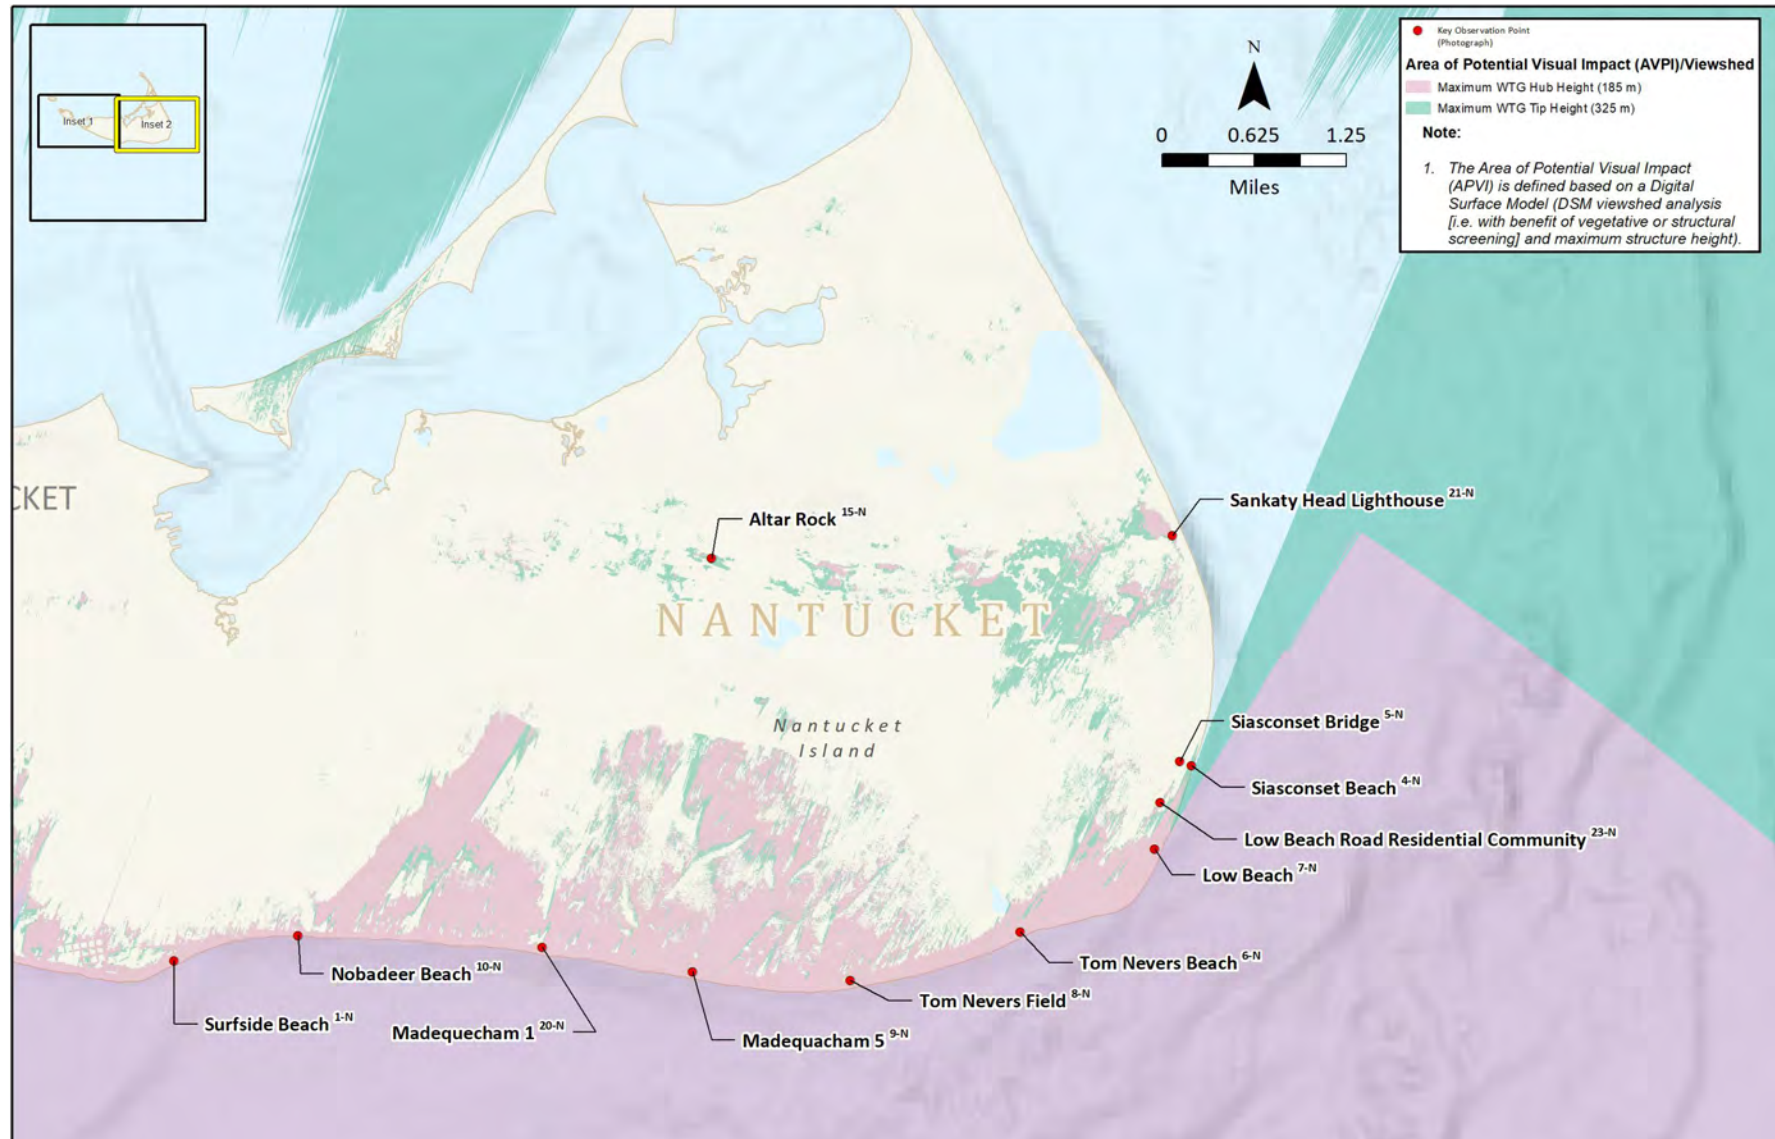 Inset 1
Inset 2
N
0 0.625 1.25
Miles
Key Observation Point
(Photograph)
Area of Potential Visual Impact (AVPI)/Viewshed
Maximum WTG Hub Height (185 m)
Maximum WTG Tip Height (325 m)
Note:
1. The Area of Potential Visual Impact
(APVI) is defined based on a Digital
Surface Model (DSM viewshed analysis
[i.e. with benefit of vegetative or structural
screening] and maximum structure height).
CKET
Altar Rock 15-N
Sankaty Head Lighthouse 21-N
NANTUCKET
Nantucket
Island
Siasconset Bridge 5-N
Siasconset Beach 4-N
Low Beach Road Residential Community 23-N
Low Beach 7-N
Tom Nevers Beach 6-N
Nobadeer Beach 10-N
Tom Nevers Field 8-N
Surfside Beach 1-N
Madequecham 1 20-N
Madequacham 5 9-N